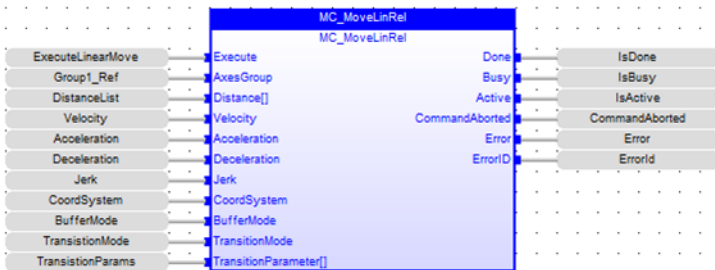 MC_MoveLinRel
MC_MoveLinRel
ExecuteLinearMove Execute Done IsDone
Group1_Ref AxesGroup Busy IsBusy
DistanceList Distance[] Active IsActive
Velocity Velocity CommandAborted CommandAborted
Acceleration Acceleration Error Error
Deceleration Deceleration ErrorID ErrorId
Jerk Jerk
CoordSystem CoordSystem
BufferMode BufferMode
TransistionMode TransitionMode
TransistionParams TransitionParameter[]